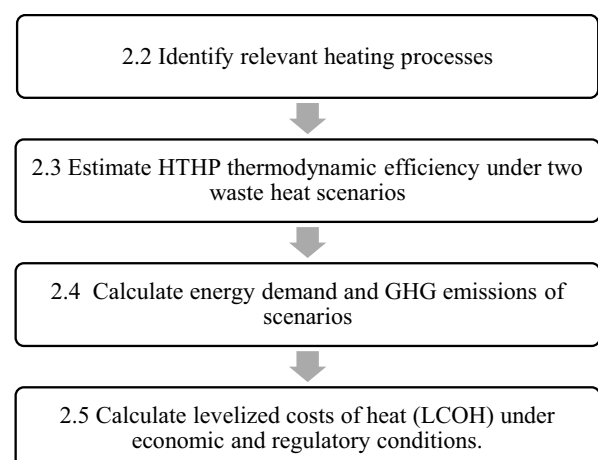 2.2 Identify relevant heating processes
2.3 Estimate HTHP thermodynamic efficiency under two
waste heat scenarios
2.4 Calculate energy demand and GHG emissions of
scenarios
2.5 Calculate levelized costs of heat (LCOH) under
economic and regulatory conditions.